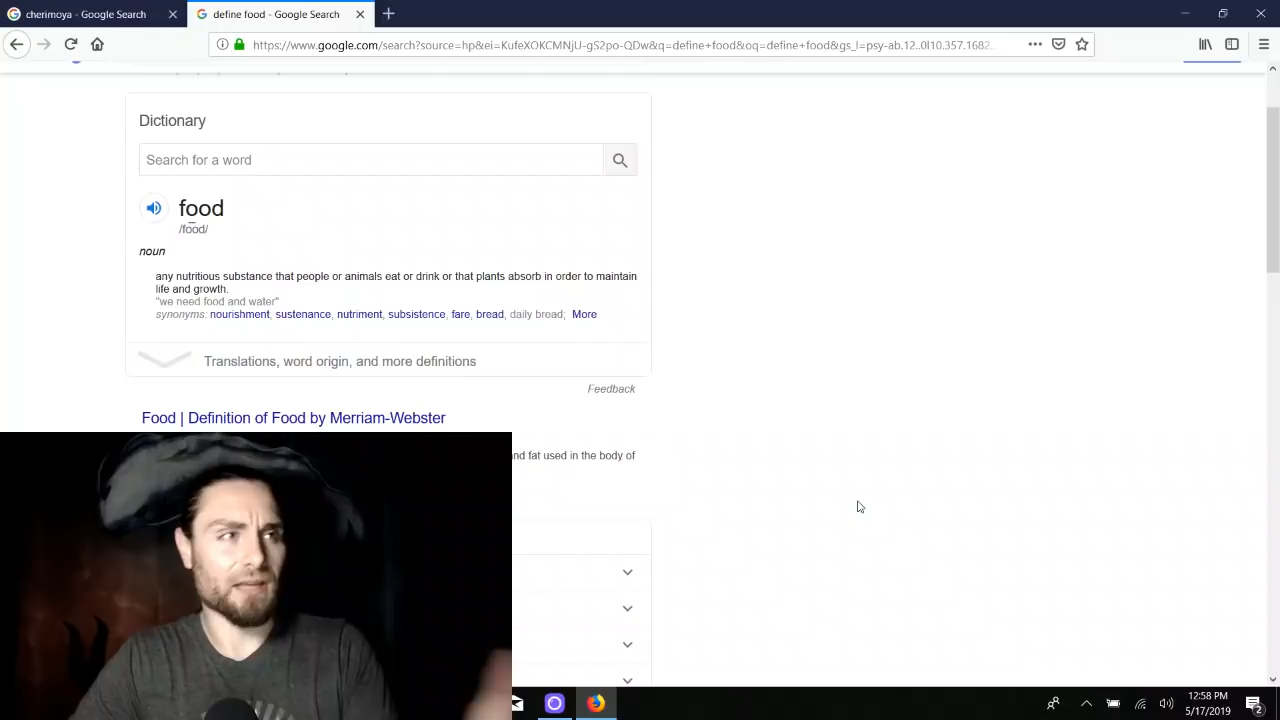 cherimoya - Google Search
define food - Google Search
https://www.google.com/search?source=hp&ei=KufeXOKCMNjU-gS2po-QDw&q=define+food&oq=define+food&gs_l=psy-ab.12..0l10.357.1682..
Dictionary
Search for a word
food
/fo͞od/
noun
any nutritious substance that people or animals eat or drink or that plants absorb in order to maintain
life and growth.
"we need food and water"
synonyms: nourishment, sustenance, nutriment, subsistence, fare, bread, daily bread; More
Translations, word origin, and more definitions
Feedback
Food | Definition of Food by Merriam-Webster
and fat used in the body of
12:58 PM
5/17/2019
2